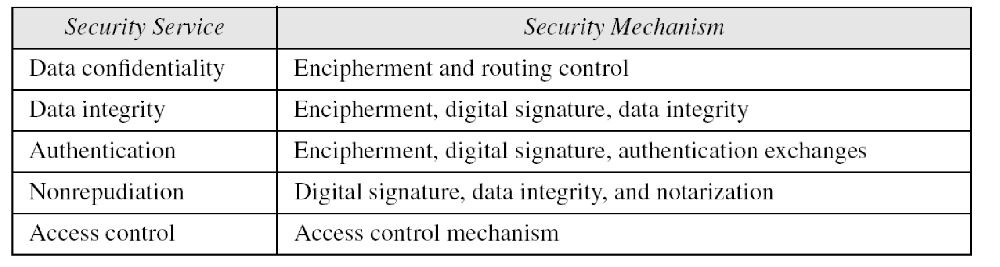 Security Service Security Mechanism
Data confidentiality Encipherment and routing control
Data integrity Encipherment, digital signature, data integrity
Authentication Encipherment, digital signature, authentication exchanges
Nonrepudiation Digital signature, data integrity, and notarization
Access control Access control mechanism